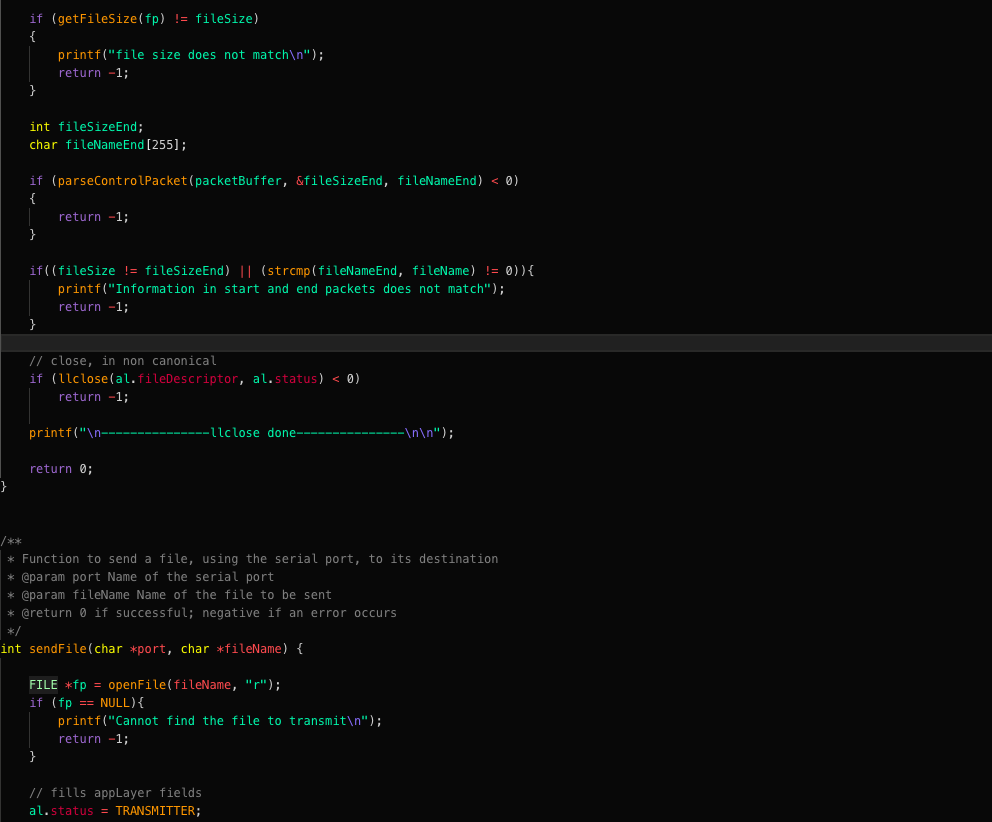 if (getFileSize(fp) != fileSize)
    {
        printf("file size does not match\n");
        return -1;
    }

    int fileSizeEnd;
    char fileNameEnd[255];

    if (parseControlPacket(packetBuffer, &fileSizeEnd, fileNameEnd) < 0)
    {
        return -1;
    }

    if((fileSize != fileSizeEnd) || (strcmp(fileNameEnd, fileName) != 0)){
        printf("Information in start and end packets does not match");
        return -1;
    }

    // close, in non canonical
    if (llclose(al.fileDescriptor, al.status) < 0)
        return -1;

    printf("\n---------------llclose done---------------\n\n");

    return 0;
}


/**
 * Function to send a file, using the serial port, to its destination
 * @param port Name of the serial port
 * @param fileName Name of the file to be sent
 * @return 0 if successful; negative if an error occurs
 */
int sendFile(char *port, char *fileName) {

    FILE *fp = openFile(fileName, "r");
    if (fp == NULL){
        printf("Cannot find the file to transmit\n");
        return -1;
    }

    // fills appLayer fields
    al.status = TRANSMITTER;